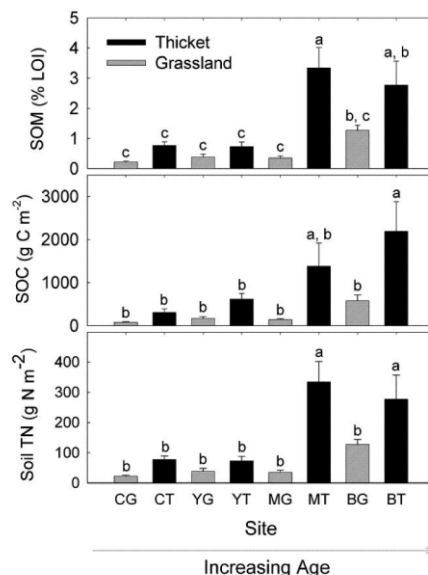 Thicket
Grassland
SOM (% LOI)
5
4
3
2
1
0
c c c c c a b, c a, b
SOC (g C m⁻²)
3000
2000
1000
0
b b b b b a, b b a
Soil TN (g N m⁻²)
400
300
200
100
0
b b b b b a b a
CG CT YG YT MG MT BG BT
Site
Increasing Age